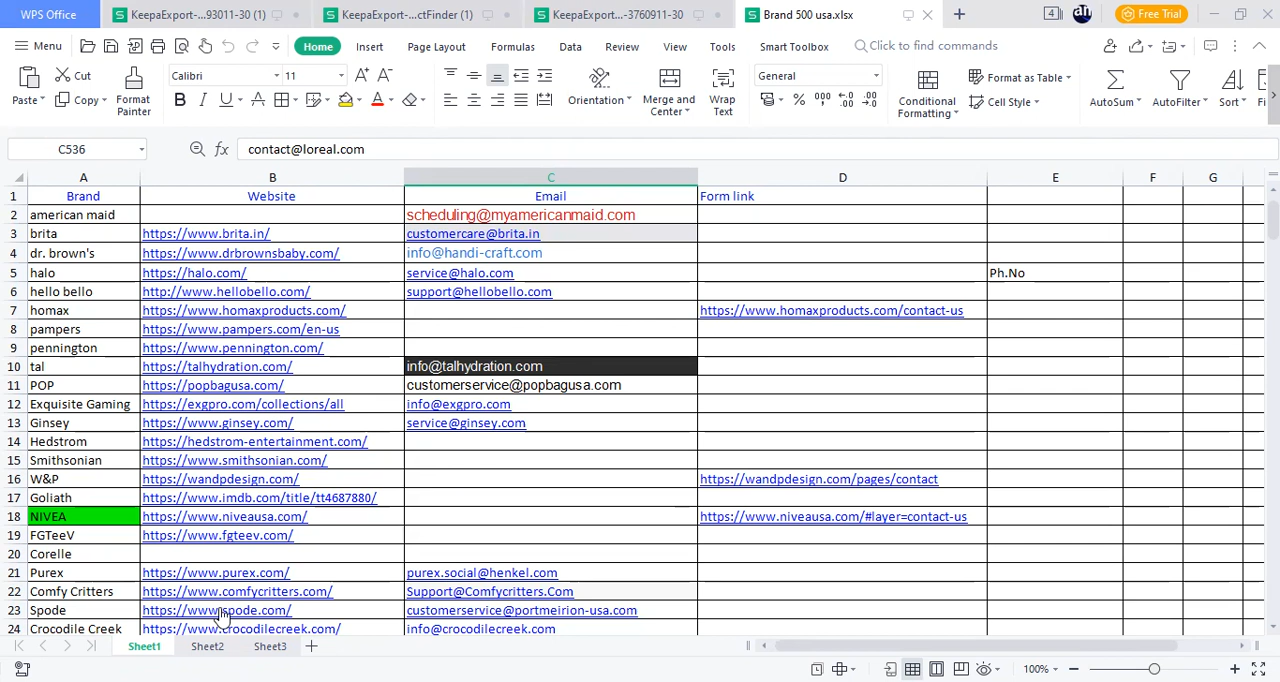 WPS Office KeepaExport-...93011-30 (1) KeepaExport-...ctFinder (1) KeepaExport...-3760911-30 Brand 500 usa.xlsx 4 Free Trial
Menu Home Insert Page Layout Formulas Data Review View Tools Smart Toolbox Click to find commands
Cut Calibri 11 A+ A- General Format as Table
Paste Copy Format Painter B I U A Orientation Merge and Center Wrap Text Conditional Formatting Cell Style AutoSum AutoFilter Sort Fi
C536 fx contact@loreal.com
A B C D E F G
1 Brand Website Email Form link
2 american maid scheduling@myamericanmaid.com
3 brita https://www.brita.in/ customercare@brita.in
4 dr. brown's https://www.drbrownsbaby.com/ info@handi-craft.com
5 halo https://halo.com/ service@halo.com Ph.No
6 hello bello http://www.hellobello.com/ support@hellobello.com
7 homax https://www.homaxproducts.com/ https://www.homaxproducts.com/contact-us
8 pampers https://www.pampers.com/en-us
9 pennington https://www.pennington.com/
10 tal https://talhydration.com/ info@talhydration.com
11 POP https://popbagusa.com/ customerservice@popbagusa.com
12 Exquisite Gaming https://exgpro.com/collections/all info@exgpro.com
13 Ginsey https://www.ginsey.com/ service@ginsey.com
14 Hedstrom https://hedstrom-entertainment.com/
15 Smithsonian https://www.smithsonian.com/
16 W&P https://wandpdesign.com/ https://wandpdesign.com/pages/contact
17 Goliath https://www.imdb.com/title/tt4687880/
18 NIVEA https://www.niveausa.com/ https://www.niveausa.com/#layer=contact-us
19 FGTeeV https://www.fgteev.com/
20 Corelle
21 Purex https://www.purex.com/ purex.social@henkel.com
22 Comfy Critters https://www.comfycritters.com/ Support@Comfycritters.Com
23 Spode https://www.spode.com/ customerservice@portmeirion-usa.com
24 Crocodile Creek https://www.crocodilecreek.com/ info@crocodilecreek.com
Sheet1 Sheet2 Sheet3
100%